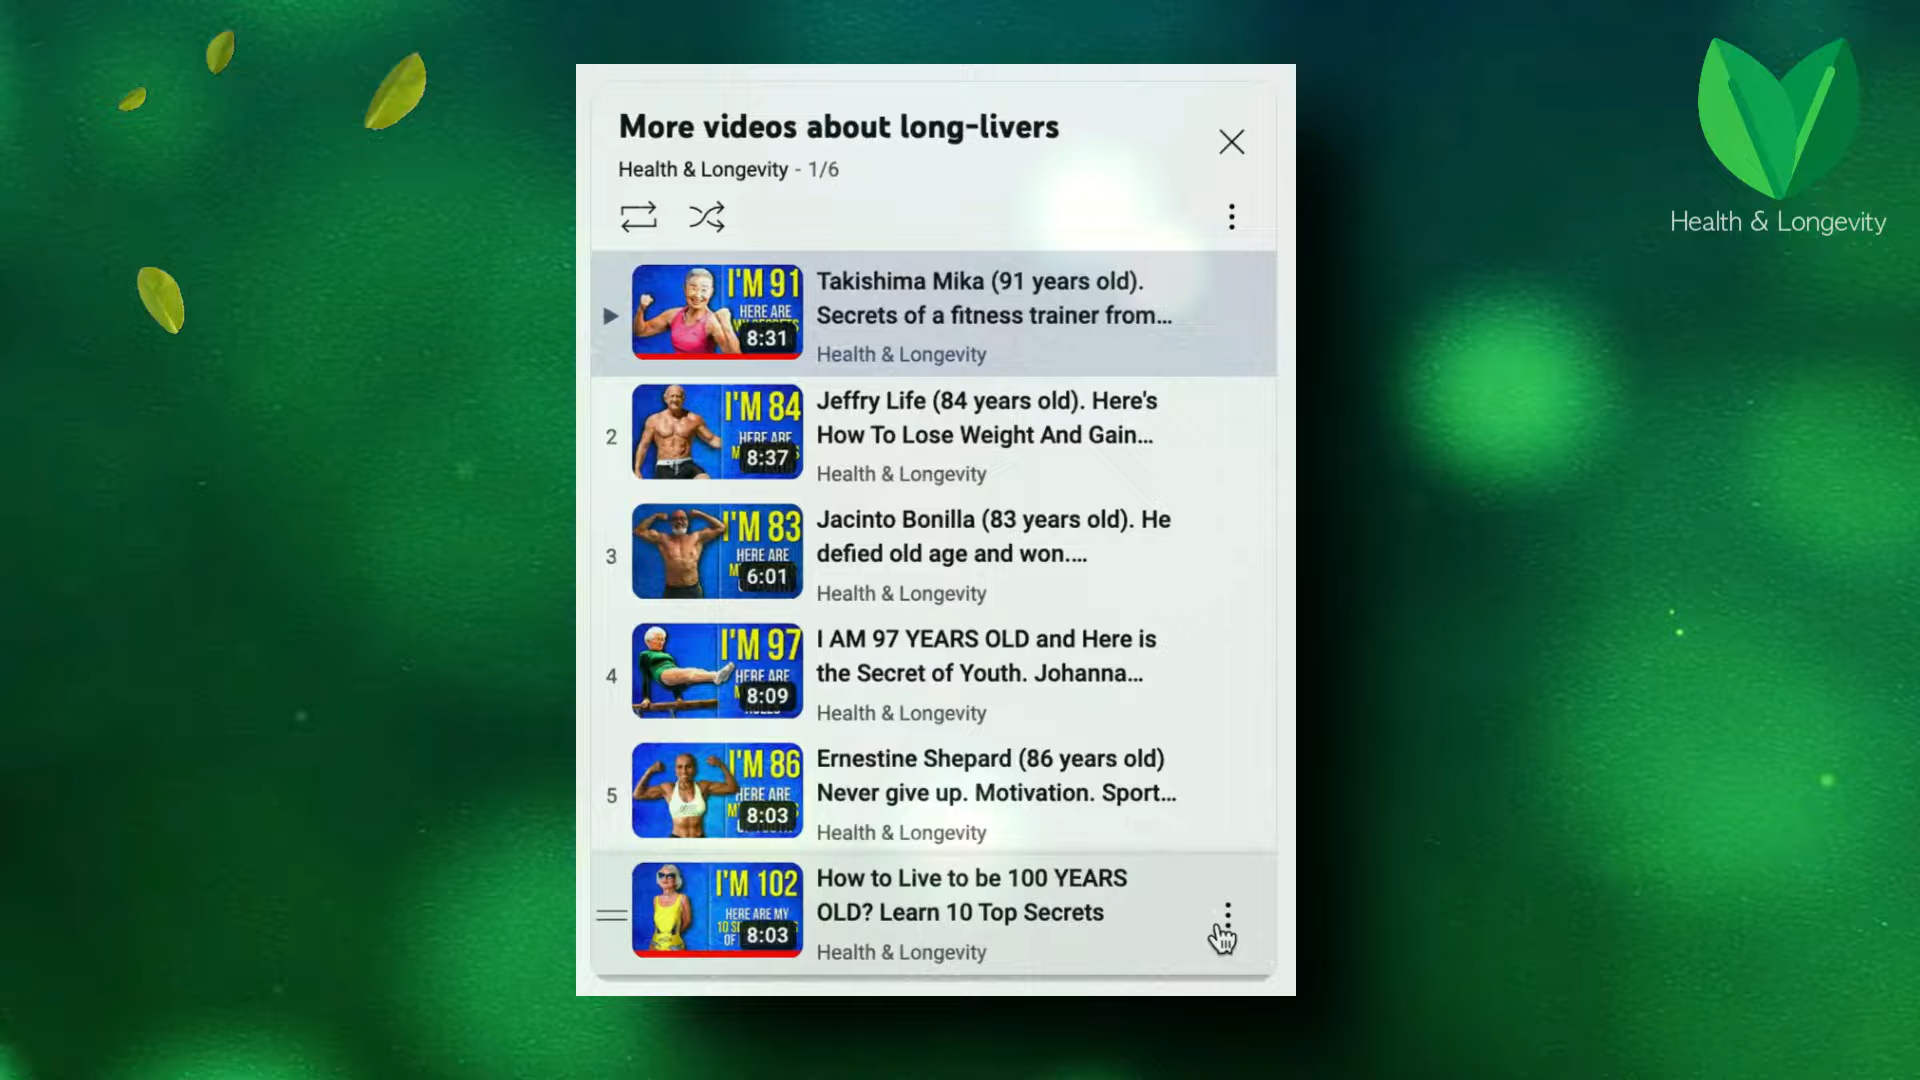 More videos about long-livers
Health & Longevity - 1/6
Health & Longevity
I'M 91
HERE ARE
8:31
Takishima Mika (91 years old).
Secrets of a fitness trainer from...
Health & Longevity
2
I'M 84
HERE ARE
8:37
Jeffry Life (84 years old). Here's
How To Lose Weight And Gain...
Health & Longevity
3
I'M 83
HERE ARE
6:01
Jacinto Bonilla (83 years old). He
defied old age and won....
Health & Longevity
4
I'M 97
HERE ARE
8:09
I AM 97 YEARS OLD and Here is
the Secret of Youth. Johanna...
Health & Longevity
5
I'M 86
HERE ARE
8:03
Ernestine Shepard (86 years old)
Never give up. Motivation. Sport...
Health & Longevity
I'M 102
HERE ARE MY
10
OF
8:03
How to Live to be 100 YEARS
OLD? Learn 10 Top Secrets
Health & Longevity